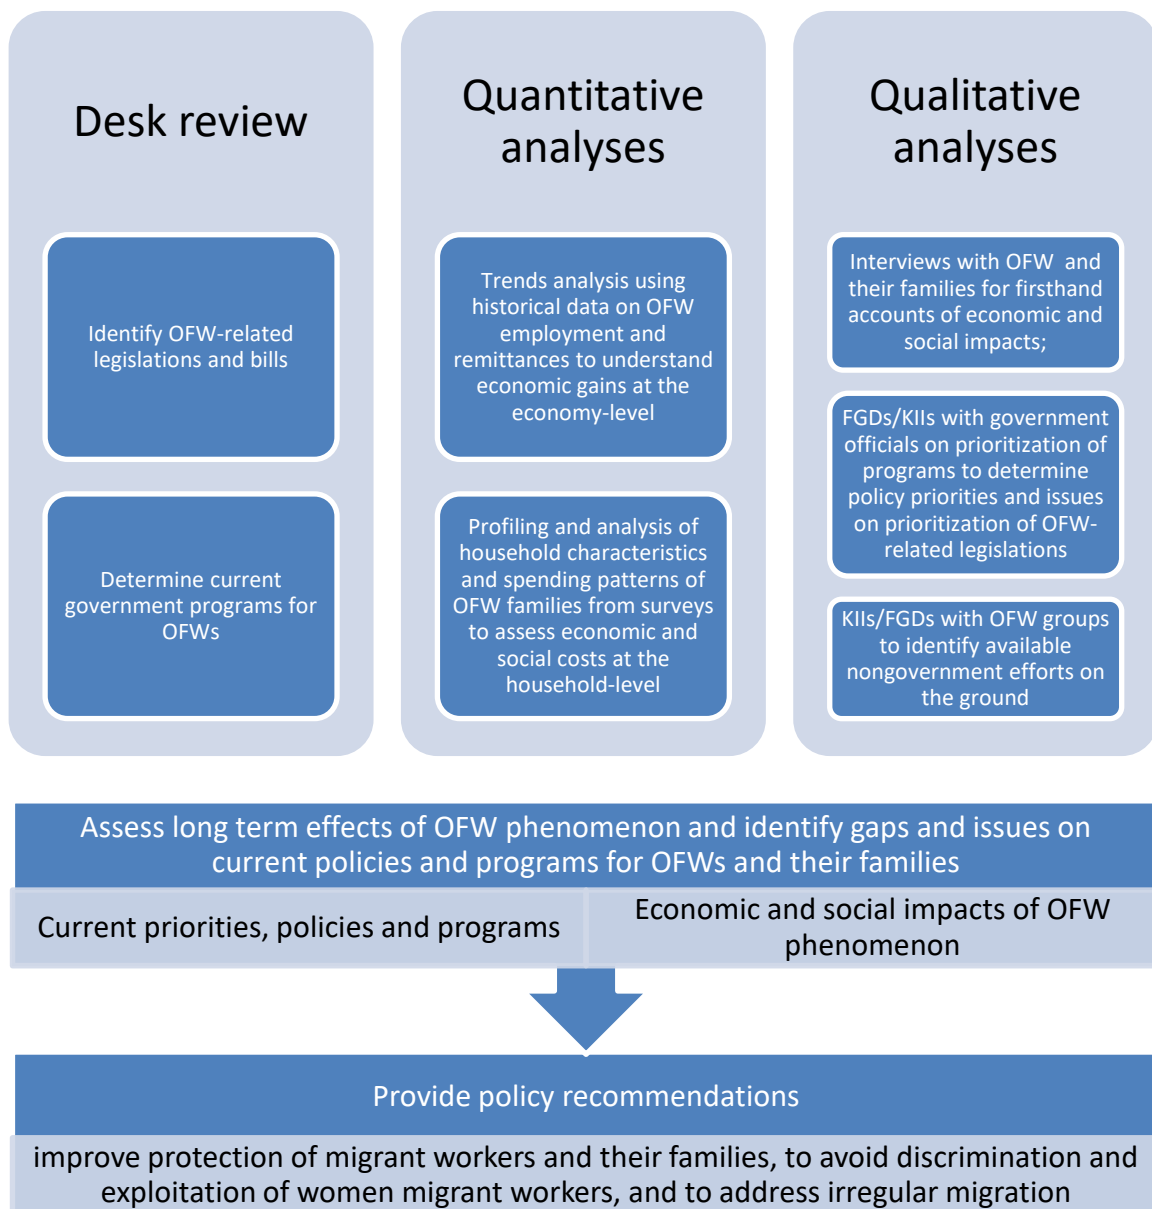 Desk review
Identify OFW-related
legislations and bills
Determine current
government programs for
OFWs
Quantitative
analyses
Trends analysis using
historical data on OFW
employment and
remittances to understand
economic gains at the
economy-level
Profiling and analysis of
household characteristics
and spending patterns of
OFW families from surveys
to assess economic and
social costs at the
household-level
Qualitative
analyses
Interviews with OFW  and
their families for firsthand
accounts of economic and
social impacts;
FGDs/KIIs with government
officials on prioritization of
programs to determine
policy priorities and issues
on prioritization of OFW-
related legislations
KIIs/FGDs with OFW groups
to identify available
nongovernment efforts on
the ground
Assess long term effects of OFW phenomenon and identify gaps and issues on
current policies and programs for OFWs and their families
Current priorities, policies and programs
Economic and social impacts of OFW
phenomenon
Provide policy recommendations
improve protection of migrant workers and their families, to avoid discrimination and
exploitation of women migrant workers, and to address irregular migration